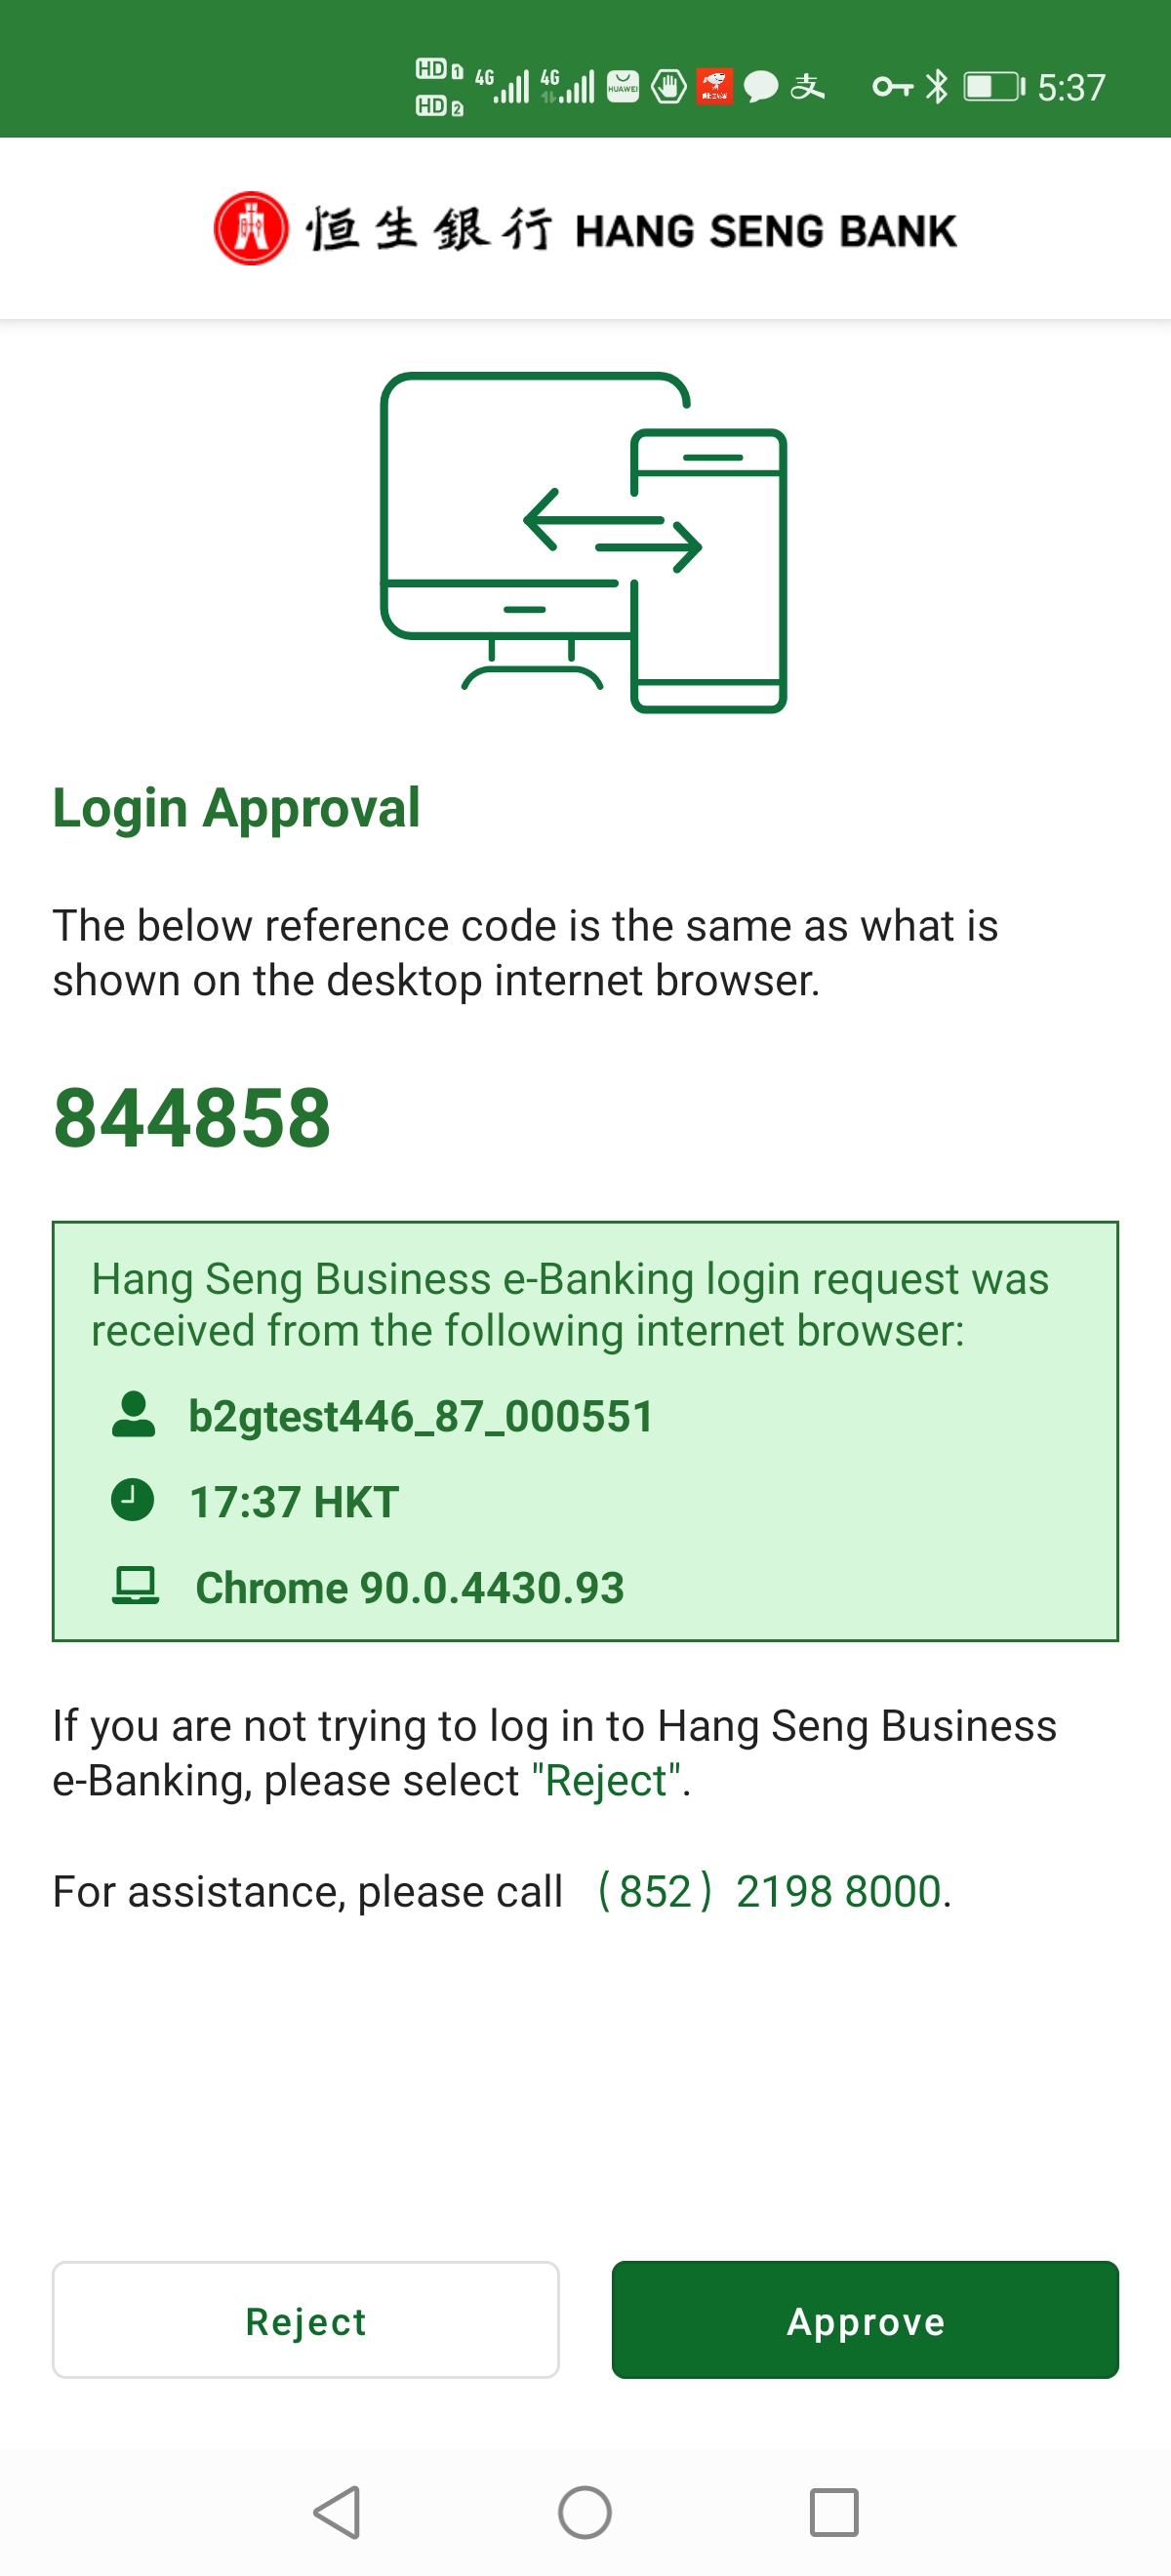 HD 1 4G 4G HUAWEI 支 5:37
HD 2
恒生銀行 HANG SENG BANK
Login Approval
The below reference code is the same as what is
shown on the desktop internet browser.
844858
Hang Seng Business e-Banking login request was
received from the following internet browser:
b2gtest446_87_000551
17:37 HKT
Chrome 90.0.4430.93
If you are not trying to log in to Hang Seng Business
e-Banking, please select "Reject".
For assistance, please call （852）2198 8000.
Reject
Approve